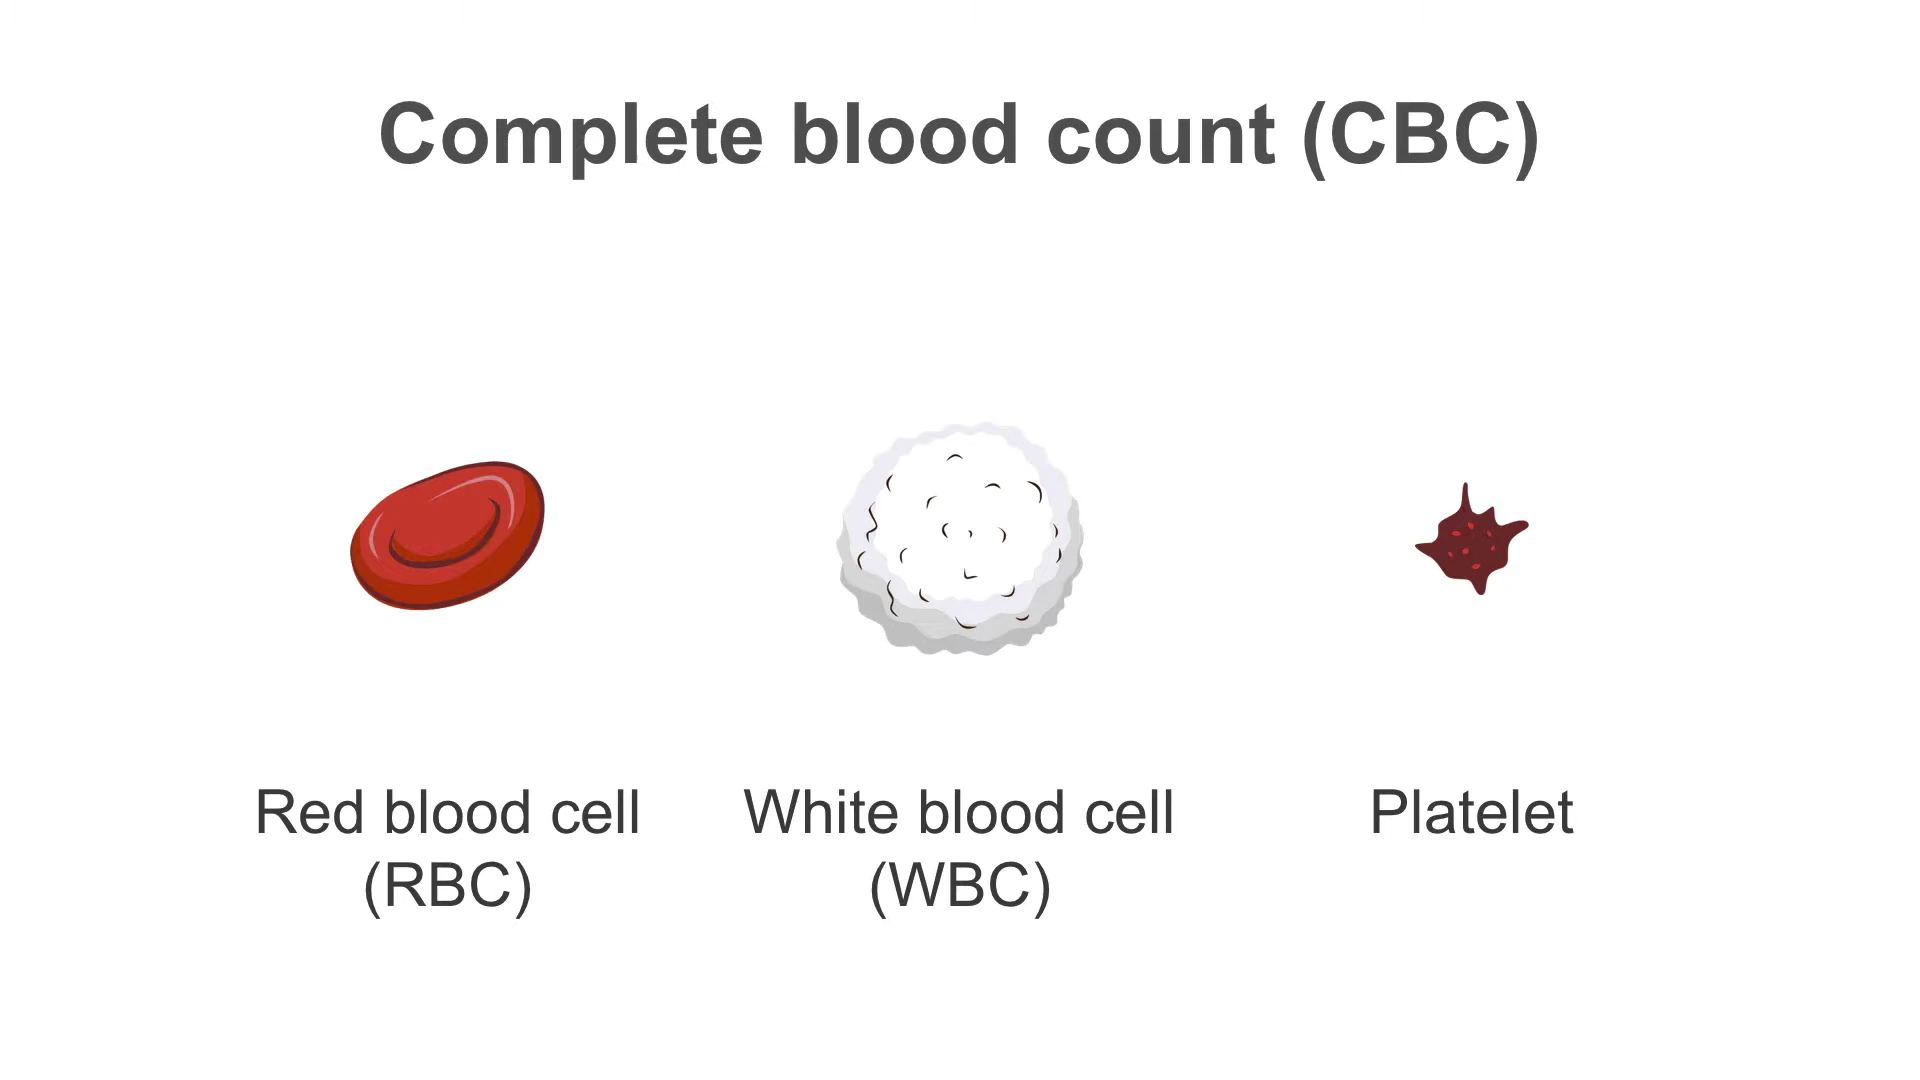 Complete blood count (CBC)
Red blood cell
(RBC)
White blood cell
(WBC)
Platelet